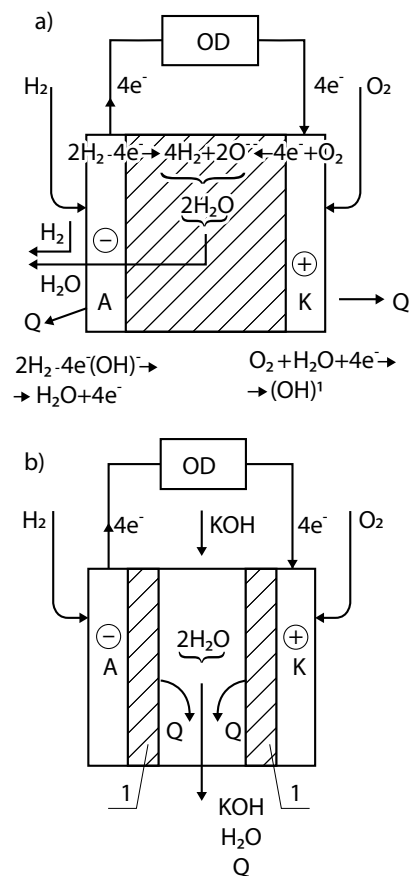 a)
OD
H₂
4e⁻
4e⁻
O₂
2H₂-4e⁻→4H₂+2O⁻⁻←4e⁻+O₂
2H₂O
H₂
⊖
⊕
H₂O
A
K
Q
Q
2H₂-4e⁻(OH)⁻→
→ H₂O+4e⁻
O₂+H₂O+4e⁻→
→(OH)¹
b)
OD
H₂
4e⁻
KOH
4e⁻
O₂
⊖
⊕
2H₂O
A
K
Q
Q
1
1
KOH
H₂O
Q